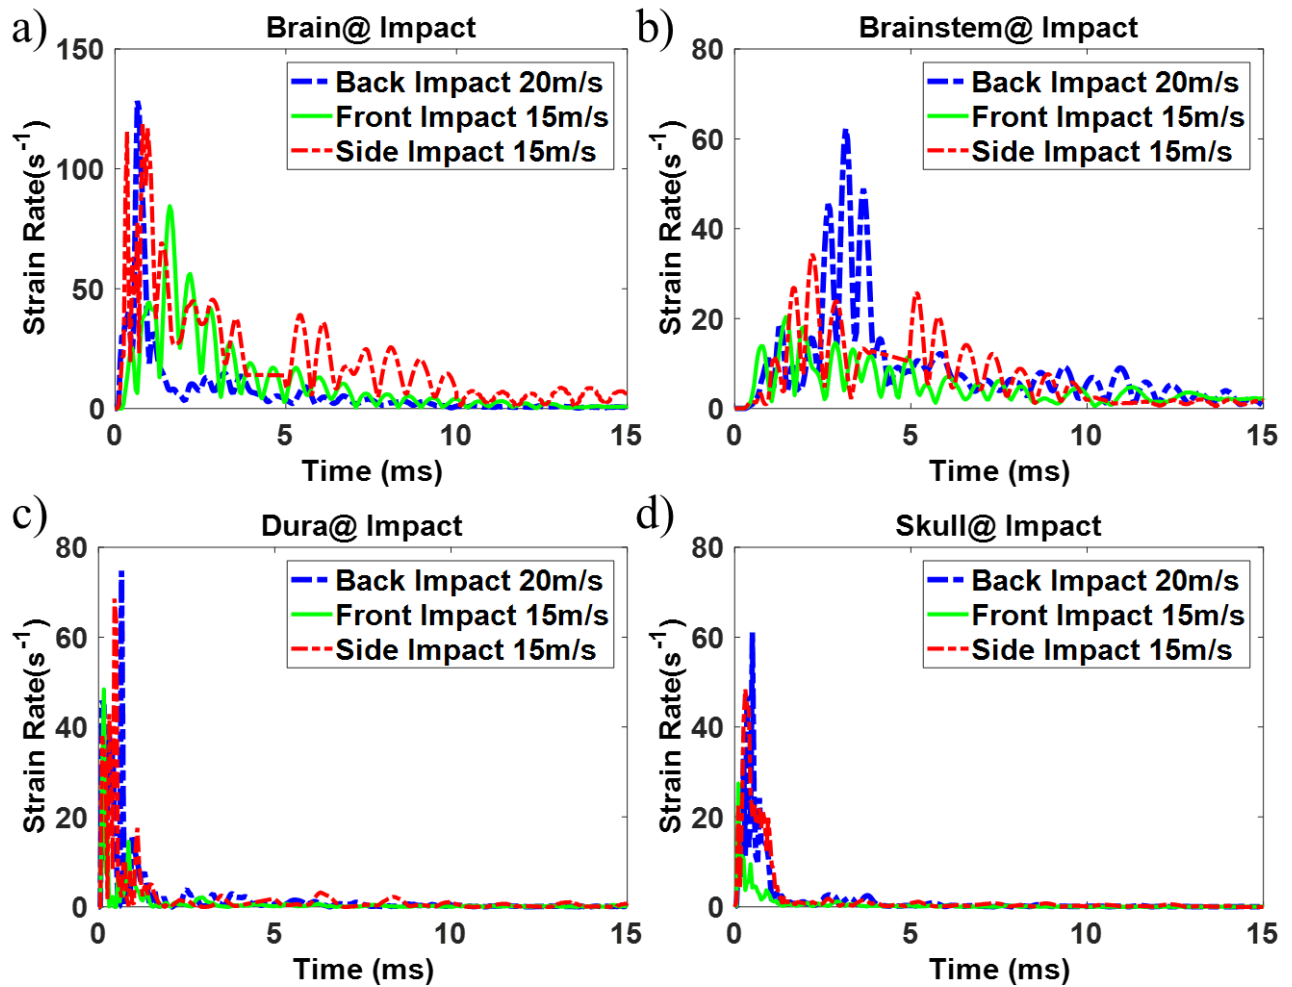 a)
Brain@ Impact
150
100
50
0
Strain Rate(s⁻¹)
Back Impact 20m/s
Front Impact 15m/s
Side Impact 15m/s
0 5 10 15
Time (ms)
b)
Brainstem@ Impact
80
60
40
20
0
Strain Rate(s⁻¹)
Back Impact 20m/s
Front Impact 15m/s
Side Impact 15m/s
0 5 10 15
Time (ms)
c)
Dura@ Impact
80
60
40
20
0
Strain Rate(s⁻¹)
Back Impact 20m/s
Front Impact 15m/s
Side Impact 15m/s
0 5 10 15
Time (ms)
d)
Skull@ Impact
80
60
40
20
0
Strain Rate(s⁻¹)
Back Impact 20m/s
Front Impact 15m/s
Side Impact 15m/s
0 5 10 15
Time (ms)